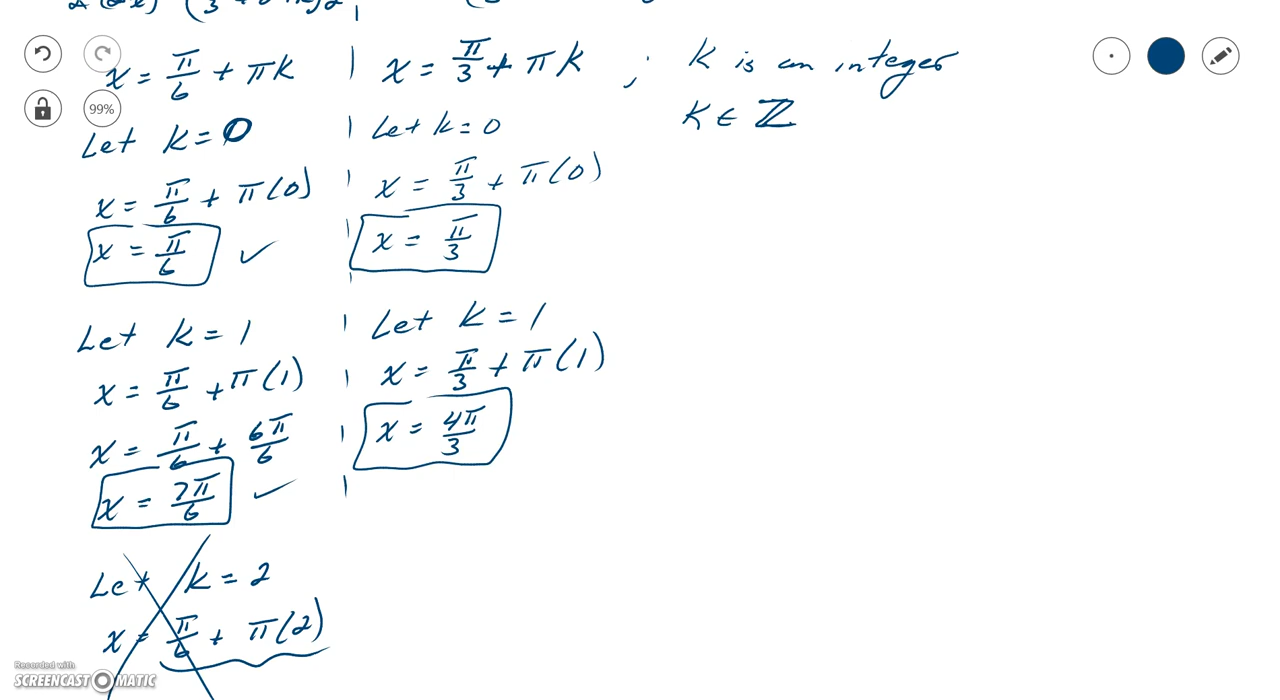 x = π/6 + πk | x = π/3 + πk ; k is an integer
k ∈ ℤ
99%
Let k = 0 | Let k = 0
x = π/6 + π(0) | x = π/3 + π(0)
x = π/6 ✓ | x = π/3
Let k = 1 | Let k = 1
x = π/6 + π(1) | x = π/3 + π(1)
x = π/6 + 6π/6 | x = 4π/3
x = 7π/6 ✓ |
Let k = 2
x = π/6 + π(2)
Recorded with
SCREENCAST MATIC